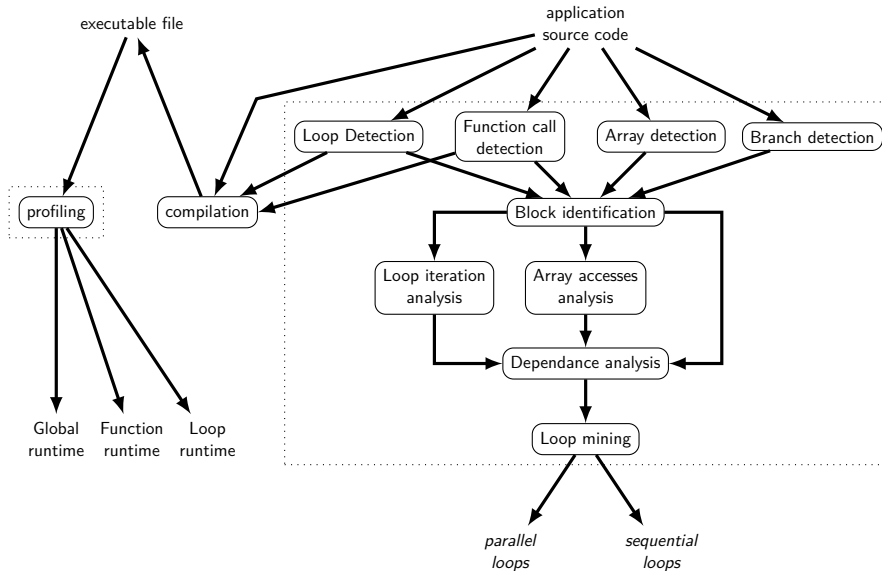 executable file
application
source code
Loop Detection
Function call
detection
Array detection
Branch detection
profiling
compilation
Block identification
Loop iteration
analysis
Array accesses
analysis
Dependance analysis
Global
runtime
Function
runtime
Loop
runtime
Loop mining
parallel
loops
sequential
loops